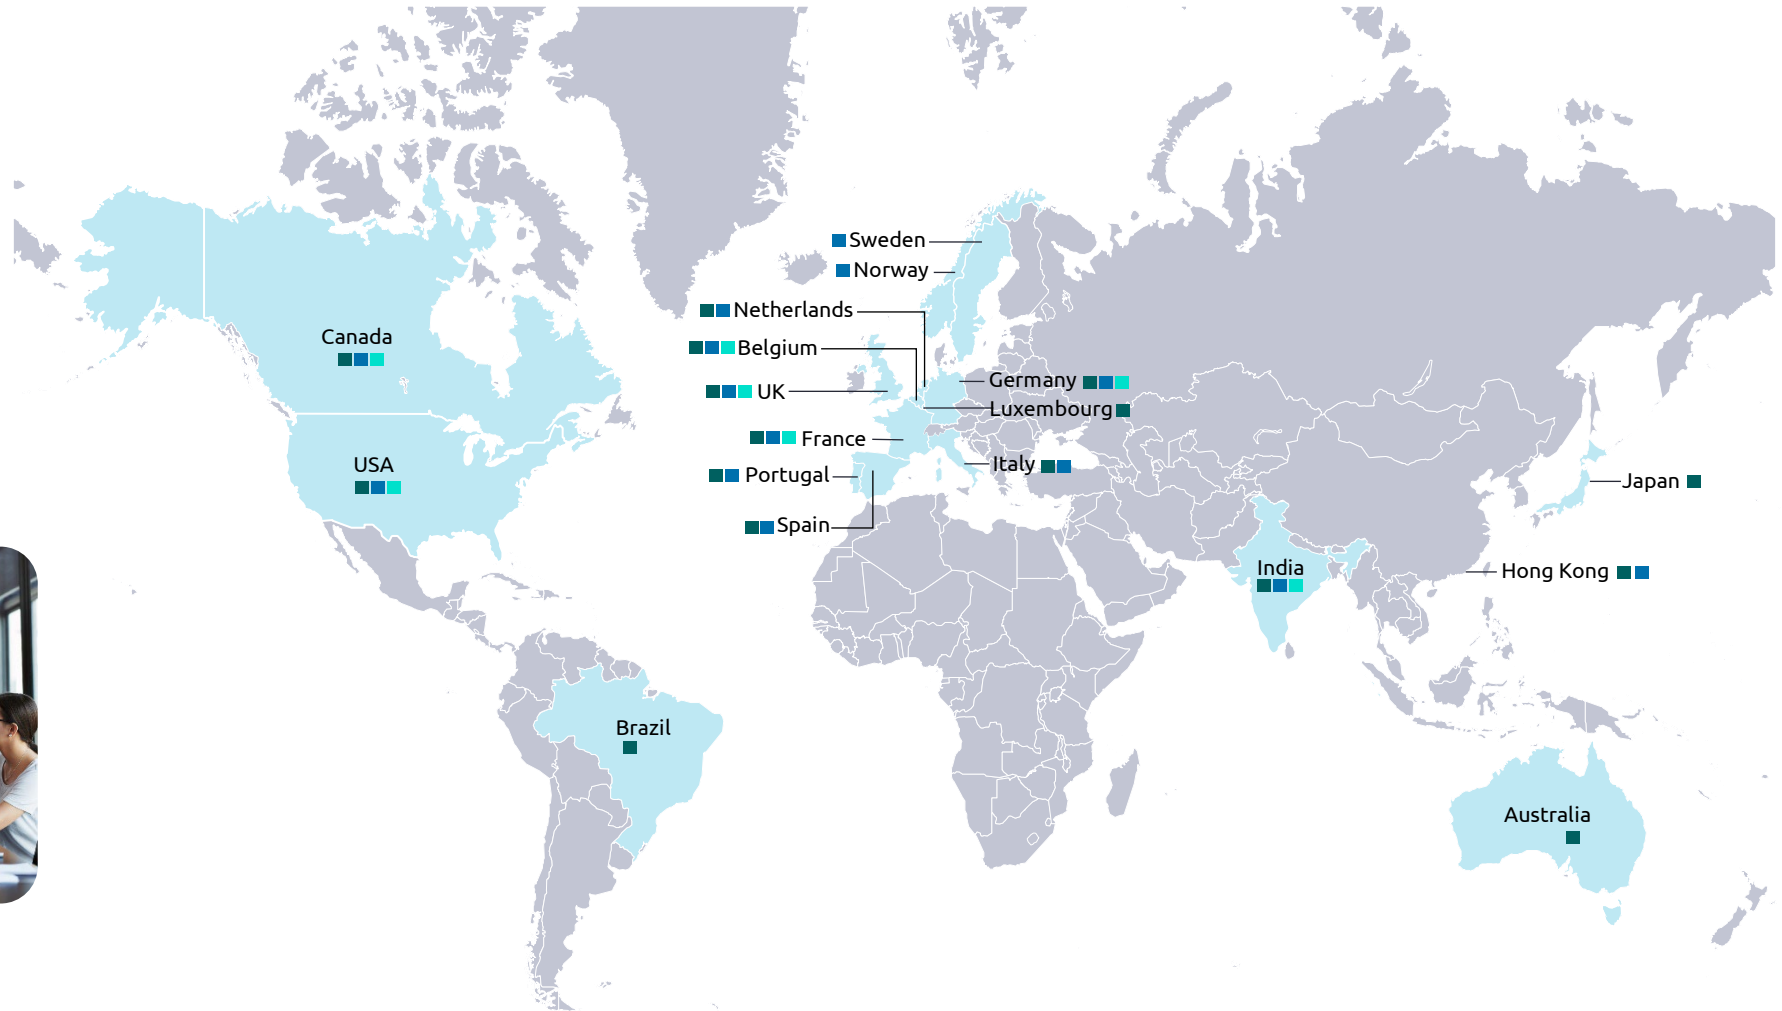 Sweden
Norway
Netherlands
Canada
Belgium
Germany
UK
Luxembourg
France
USA
Italy
Portugal
Japan
Spain
India
Hong Kong
Brazil
Australia